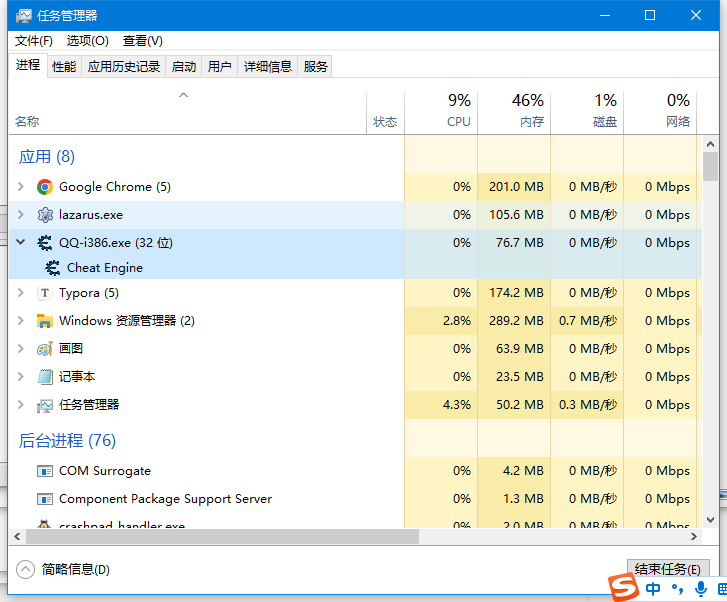 任务管理器
文件(F) 选项(O) 查看(V)
进程 性能 应用历史记录 启动 用户 详细信息 服务
9% 46% 1% 0%
名称 状态 CPU 内存 磁盘 网络
应用 (8)
Google Chrome (5) 0% 201.0 MB 0 MB/秒 0 Mbps
lazarus.exe 0% 105.6 MB 0 MB/秒 0 Mbps
QQ-i386.exe (32 位) 0% 76.7 MB 0 MB/秒 0 Mbps
Cheat Engine
T Typora (5) 0% 174.2 MB 0 MB/秒 0 Mbps
Windows 资源管理器 (2) 2.8% 289.2 MB 0.7 MB/秒 0 Mbps
画图 0% 63.9 MB 0 MB/秒 0 Mbps
记事本 0% 23.5 MB 0 MB/秒 0 Mbps
任务管理器 4.3% 50.2 MB 0.3 MB/秒 0 Mbps
后台进程 (76)
COM Surrogate 0% 4.2 MB 0 MB/秒 0 Mbps
Component Package Support Server 0% 1.3 MB 0 MB/秒 0 Mbps
crashpad_handler.exe 0% 2.0 MB 0 MB/秒 0 Mbps
简略信息(D) 结束任务(E)
S 中